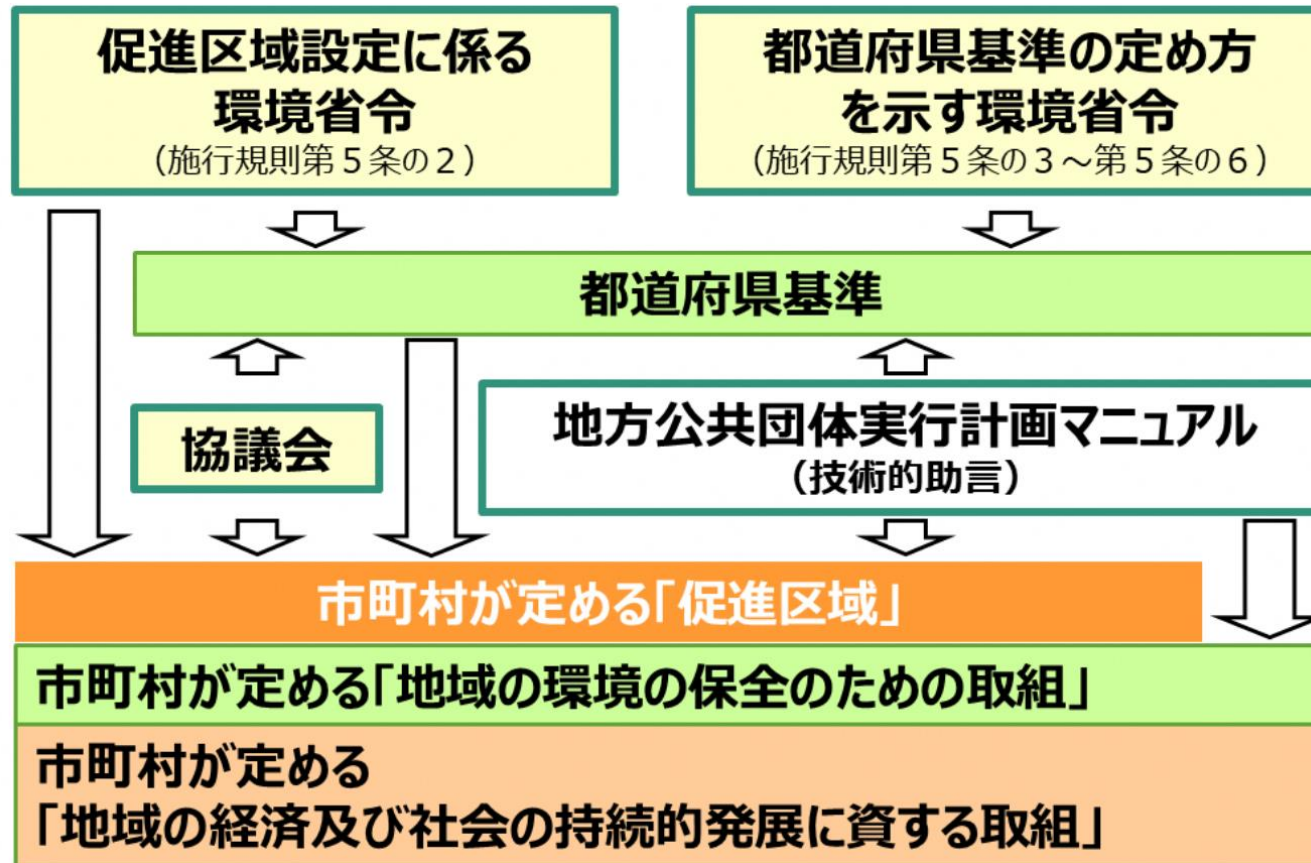 促進区域設定に係る
環境省令
（施行規則第５条の２）
都道府県基準の定め方
を示す環境省令
（施行規則第５条の３～第５条の６）
都道府県基準
協議会
地方公共団体実行計画マニュアル
（技術的助言）
市町村が定める「促進区域」
市町村が定める「地域の環境の保全のための取組」
市町村が定める
「地域の経済及び社会の持続的発展に資する取組」